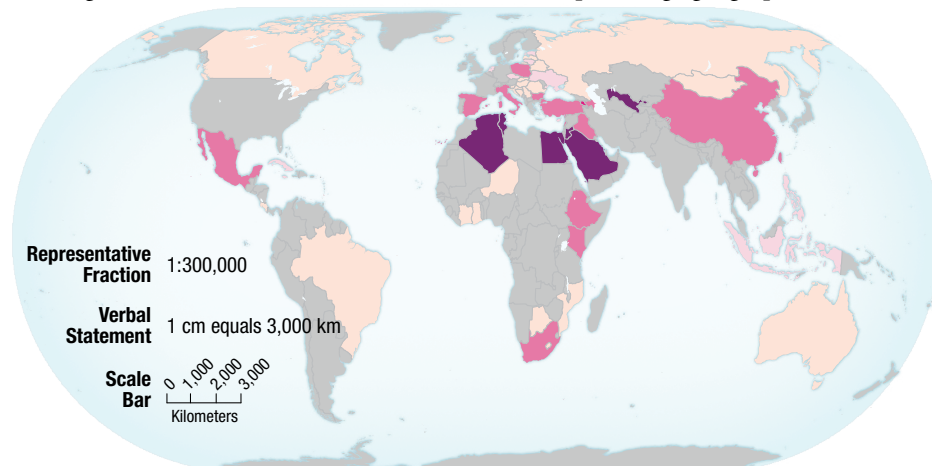 Representative
Fraction
1:300,000
Verbal
Statement
1 cm equals 3,000 km
Scale
Bar
0
1,000
2,000
3,000
Kilometers